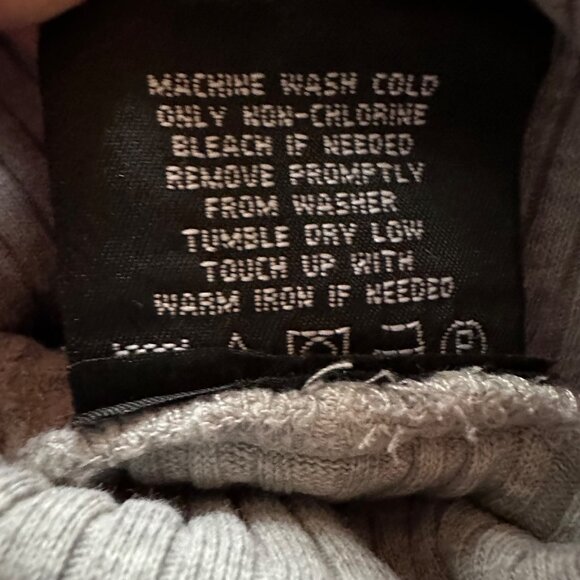 MACHINE WASH COLD
ONLY NON-CHLORINE
BLEACH IF NEEDED
REMOVE PROMPTLY
FROM WASHER
TUMBLE DRY LOW
TOUCH UP WITH
WARM IRON IF NEEDED
P